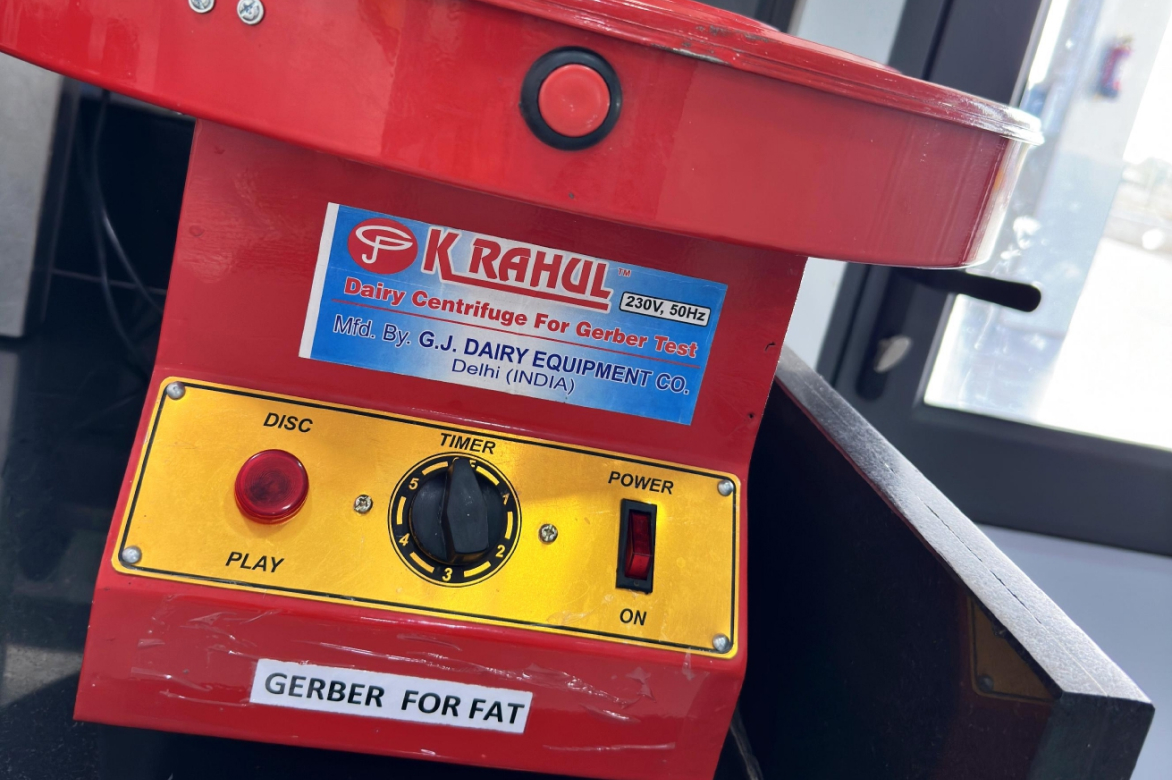 K RAHUL TM
230V, 50Hz
Dairy Centrifuge For Gerber Test
Mfd. By. G.J. DAIRY EQUIPMENT CO.
Delhi (INDIA)
DISC
TIMER
POWER
5
1
4
2
3
PLAY
ON
GERBER FOR FAT